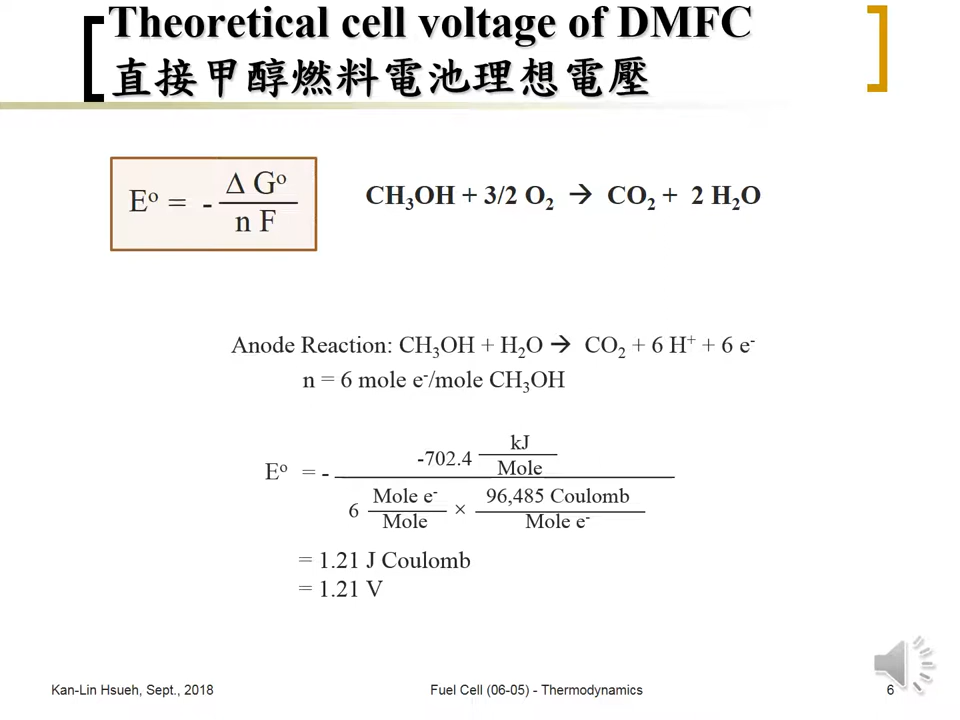 Theoretical cell voltage of DMFC
直接甲醇燃料電池理想電壓
Eº = - Δ Gº / n F
CH₃OH + 3/2 O₂ → CO₂ + 2 H₂O
Anode Reaction: CH₃OH + H₂O → CO₂ + 6 H⁺ + 6 e⁻
n = 6 mole e⁻/mole CH₃OH
-702.4 kJ / Mole
Eº = -
6 Mole e⁻ / Mole × 96,485 Coulomb / Mole e⁻
= 1.21 J Coulomb
= 1.21 V
Kan-Lin Hsueh, Sept., 2018 Fuel Cell (06-05) - Thermodynamics 6